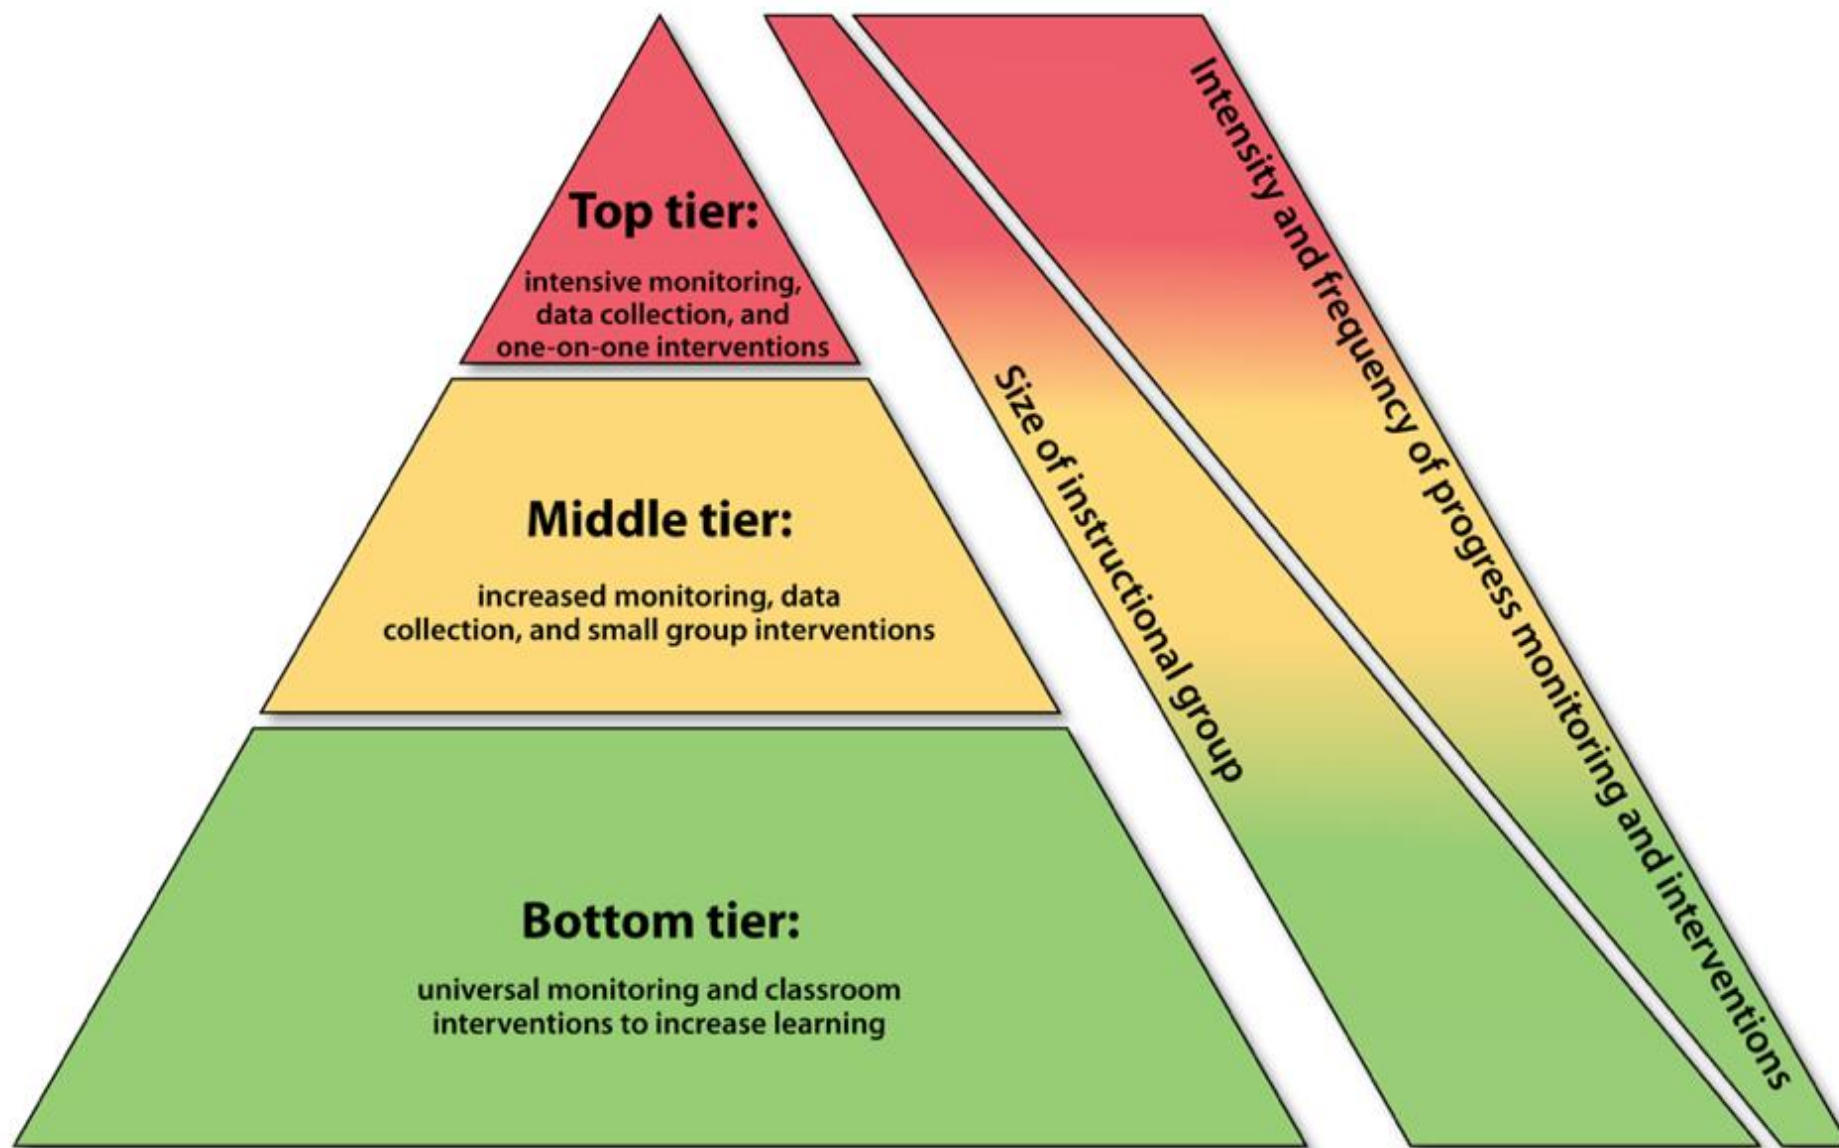 Top tier:
intensive monitoring,
data collection, and
one-on-one interventions
Middle tier:
increased monitoring, data
collection, and small group interventions
Bottom tier:
universal monitoring and classroom
interventions to increase learning
Size of instructional group
Intensity and frequency of progress monitoring and interventions